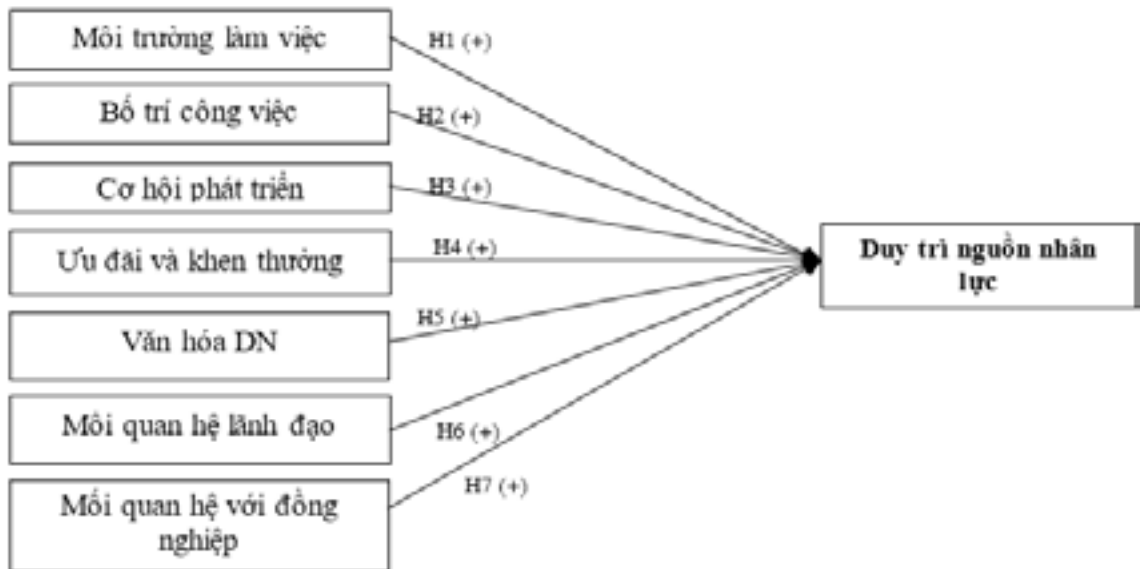 Môi trường làm việc
H1 (+)
Bố trí công việc
H2 (+)
Cơ hội phát triển
H3 (+)
Ưu đãi và khen thưởng
H4 (+)
Duy trì nguồn nhân
lực
Văn hóa DN
H5 (+)
Mối quan hệ lãnh đạo
H6 (+)
Mối quan hệ với đồng
nghiệp
H7 (+)